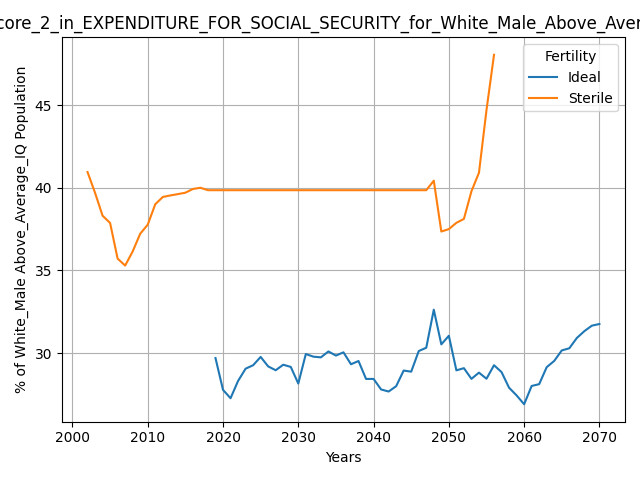 core_2_in_EXPENDITURE_FOR_SOCIAL_SECURITY_for_White_Male_Above_Aver
% of White_Male Above_Average_IQ Population
45
40
35
30
Fertility
Ideal
Sterile
2000 2010 2020 2030 2040 2050 2060 2070
Years